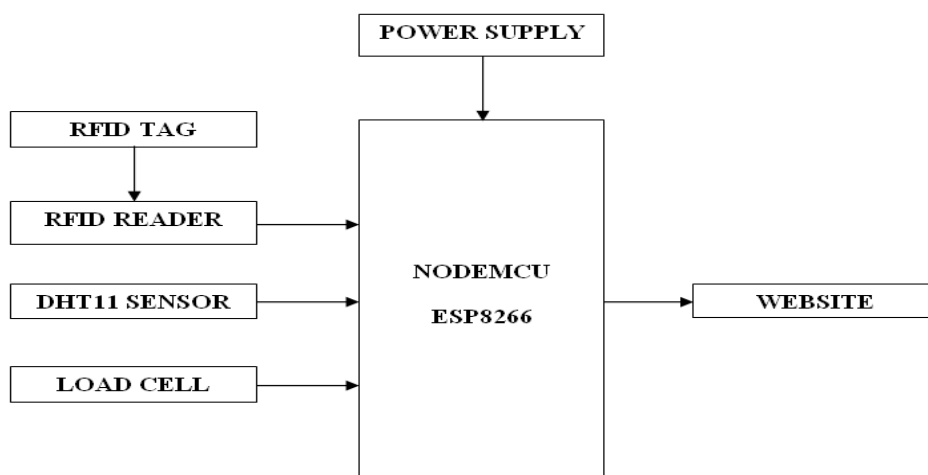 POWER SUPPLY
RFID TAG
RFID READER
DHT11 SENSOR
LOAD CELL
NODEMCU
ESP8266
WEBSITE